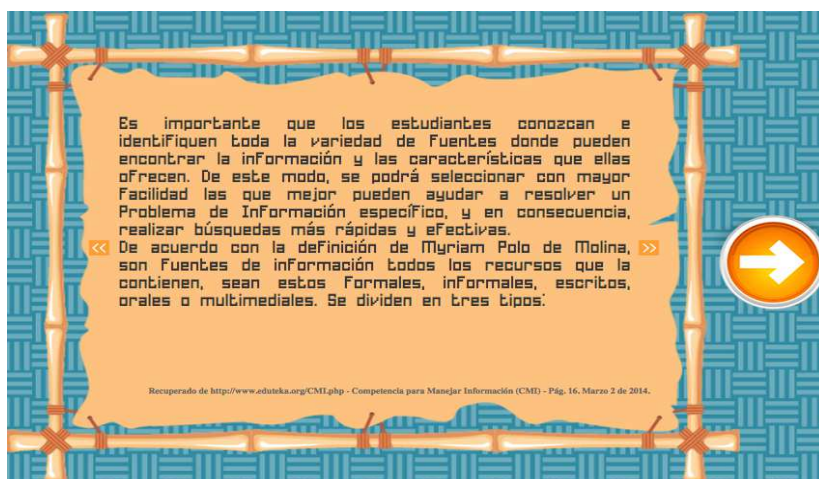 Es importante que los estudiantes conozcan e
identifiquen toda la variedad de Fuentes donde pueden
encontrar la información y las características que ellas
ofrecen. De este modo, se podrá seleccionar con mayor
Facilidad las que mejor pueden ayudar a resolver un
Problema de Información específico, y en consecuencia,
realizar búsquedas más rápidas y efectivas.
De acuerdo con la definición de Myriam Polo de Molina,
son Fuentes de información todos los recursos que la
contienen, sean estos Formales, informales, escritos,
orales o multimediales. Se dividen en tres tipos:
Recuperado de http://www.eduteka.org/CMI.php - Competencia para Manejar Información (CMI) - Pág. 16. Marzo 2 de 2014.